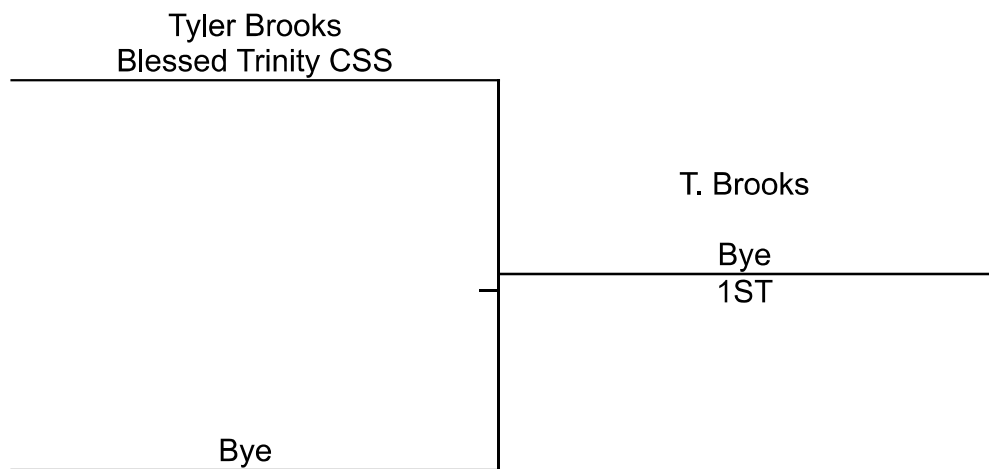 Tyler Brooks
Blessed Trinity CSS
T. Brooks
Bye
1ST
Bye